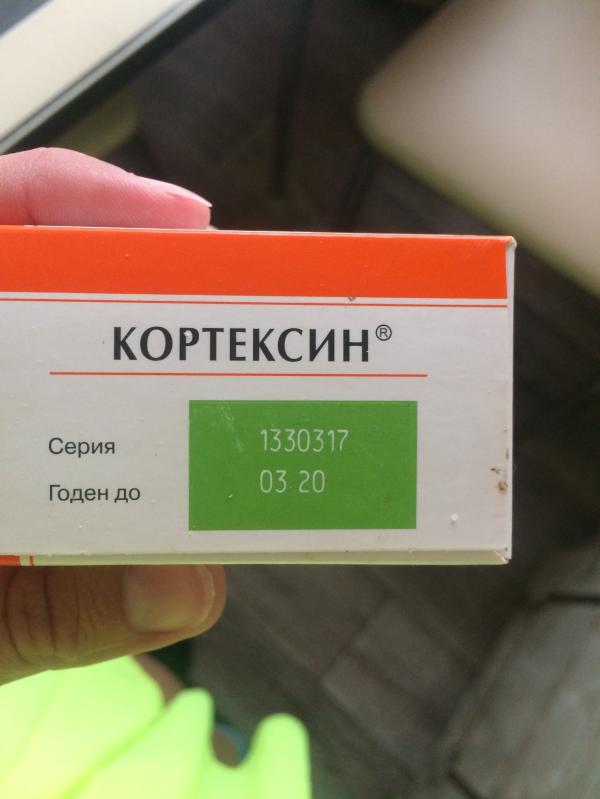 КОРТЕКСИН®
Серия 1330317
Годен до 03 20